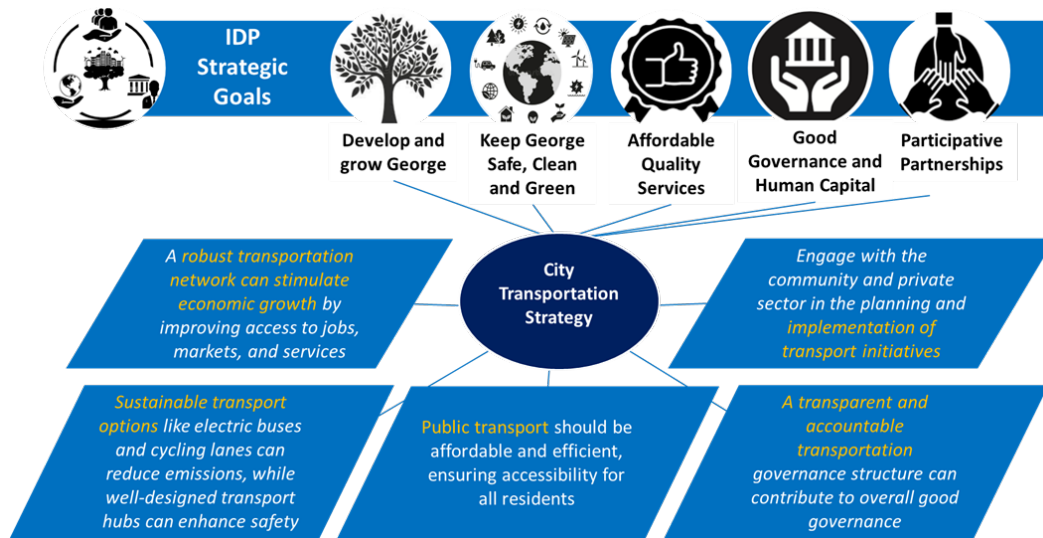 IDP
Strategic
Goals
Develop and
grow George
Keep George
Safe, Clean
and Green
Affordable
Quality
Services
Good
Governance and
Human Capital
Participative
Partnerships
A robust transportation
network can stimulate
economic growth by
improving access to jobs,
markets, and services
City
Transportation
Strategy
Engage with the
community and private
sector in the planning and
implementation of
transport initiatives
Sustainable transport
options like electric buses
and cycling lanes can
reduce emissions, while
well-designed transport
hubs can enhance safety
Public transport should be
affordable and efficient,
ensuring accessibility for
all residents
A transparent and
accountable
transportation
governance structure can
contribute to overall good
governance